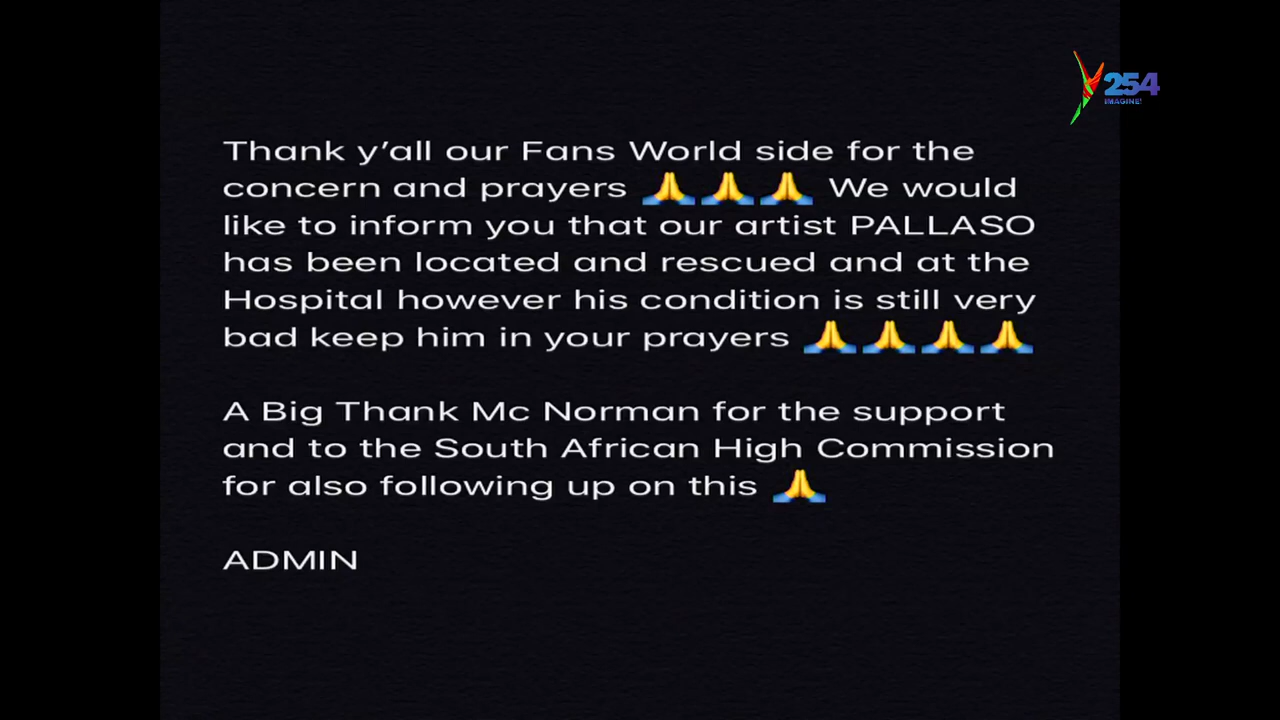 Y254
IMAGINE!
Thank y’all our Fans World side for the
concern and prayers 🙏🙏🙏 We would
like to inform you that our artist PALLASO
has been located and rescued and at the
Hospital however his condition is still very
bad keep him in your prayers 🙏🙏🙏🙏
A Big Thank Mc Norman for the support
and to the South African High Commission
for also following up on this 🙏
ADMIN